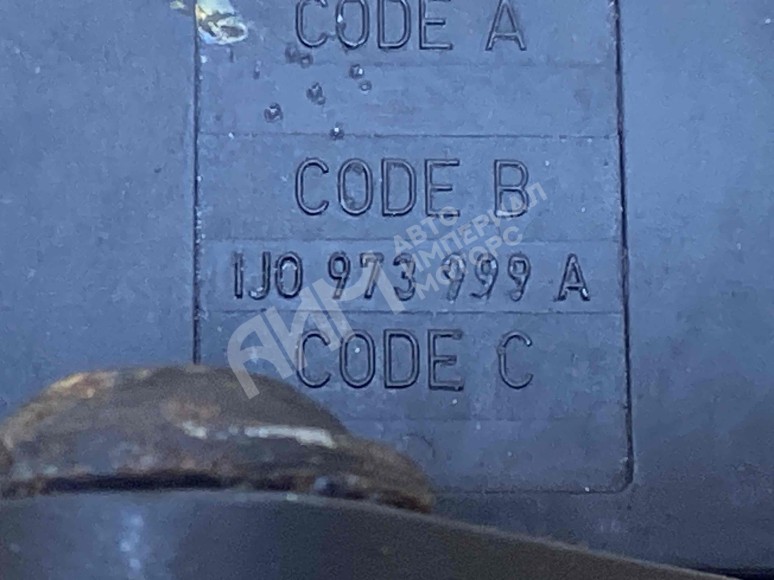 CODE A
CODE B
1J0 973 999 A
CODE C
АИМ АВТО
ИМПЕРИАЛ
МОТОРС